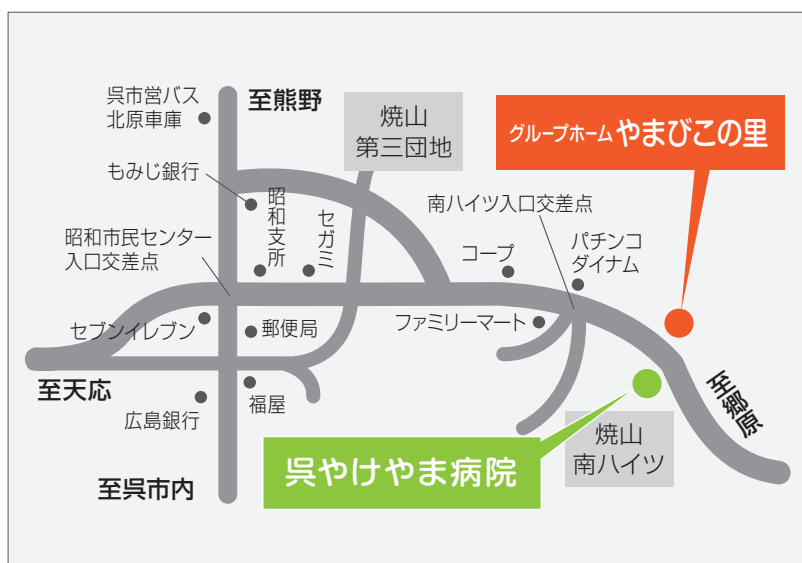 呉市営バス
北原車庫
至熊野
焼山
第三団地
グループホーム やまびこの里
もみじ銀行
昭和支所
セガミ
南ハイツ入口交差点
昭和市民センター
入口交差点
コープ
パチンコ
ダイナム
セブンイレブン
郵便局
ファミリーマート
至天応
広島銀行
福屋
至郷原
焼山
南ハイツ
呉やけやま病院
至呉市内